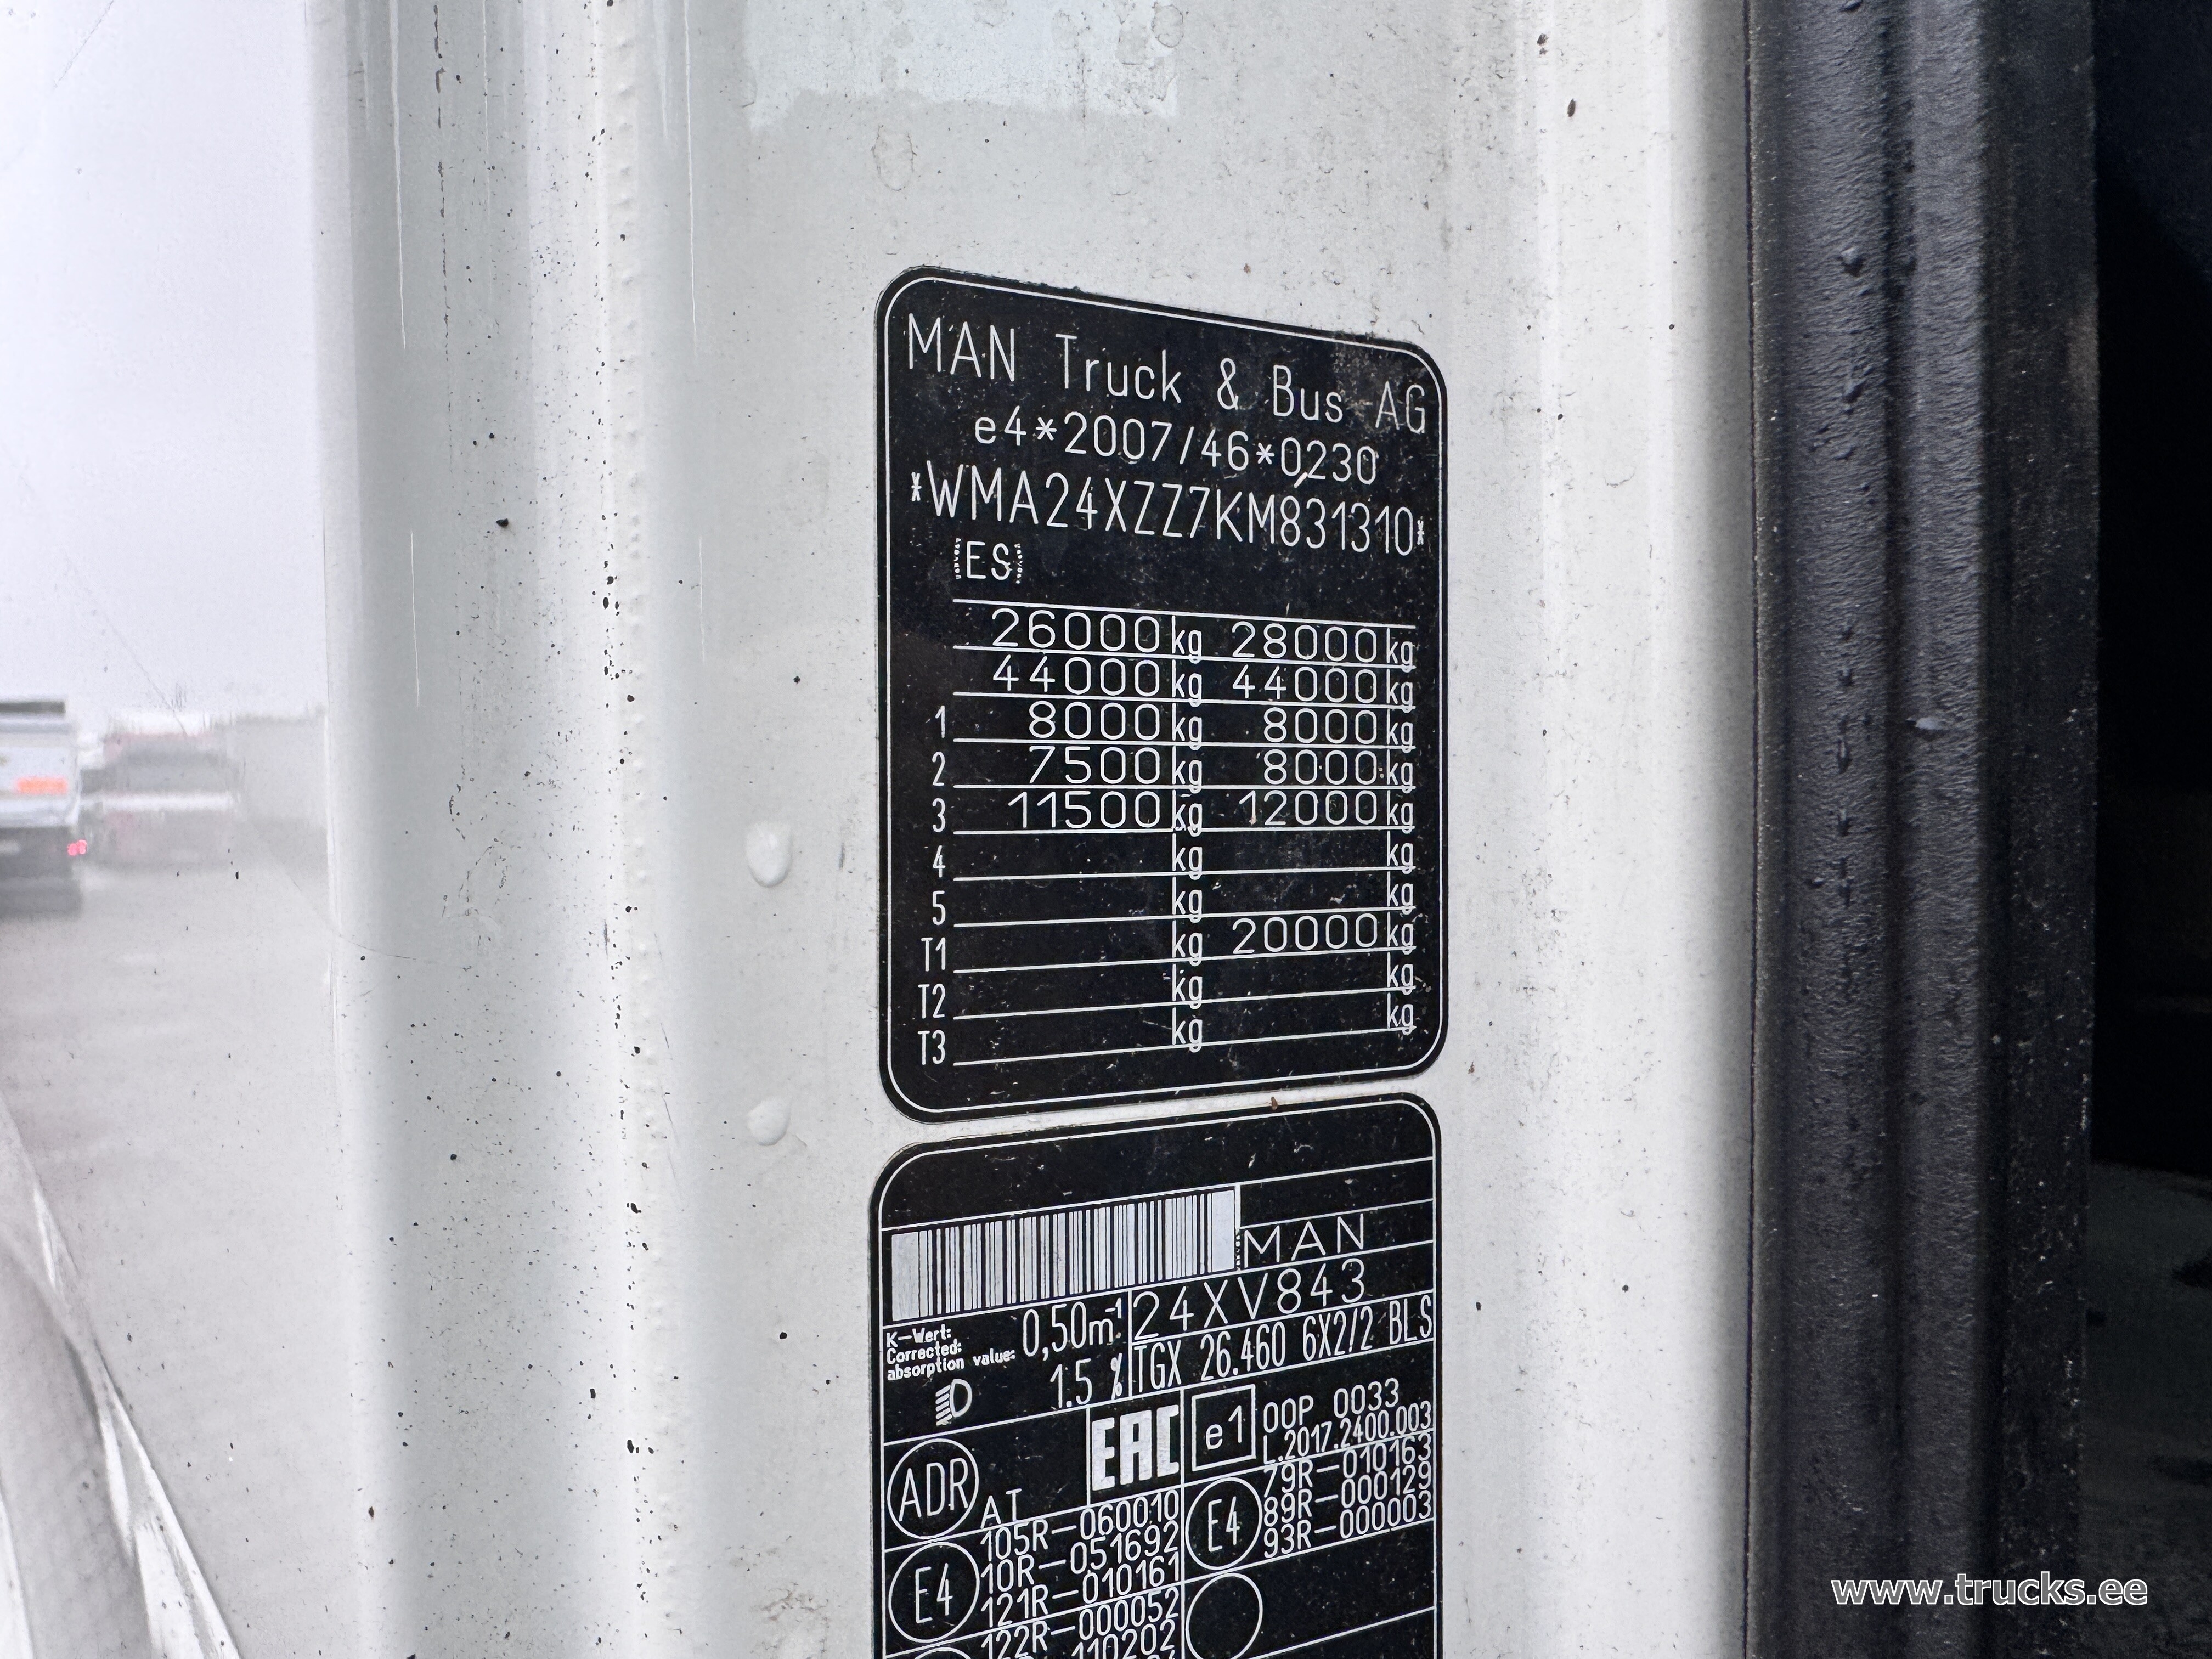 MAN Truck & Bus AG
e4*2007/46*0230
*WMA24XZZ7KM831310*
ES
26000 kg 28000 kg
44000 kg 44000 kg
1 8000 kg 8000 kg
2 7500 kg 8000 kg
3 11500 kg 12000 kg
4 kg kg
5 kg kg
T1 kg 20000 kg
T2 kg kg
T3 kg kg
MAN
24XV843
K-Wert: 0,50m-1
Corrected:
absorption value:
TGX 26.460 6X2/2 BLS
1.5 %
EAC e1 00P 0033
L.2017.2400.003
ADR AT
E4 79R-010163
89R-000129
93R-000003
E4 105R-060010
10R-051692
121R-010161
122R-000052
110202
www.trucks.ee